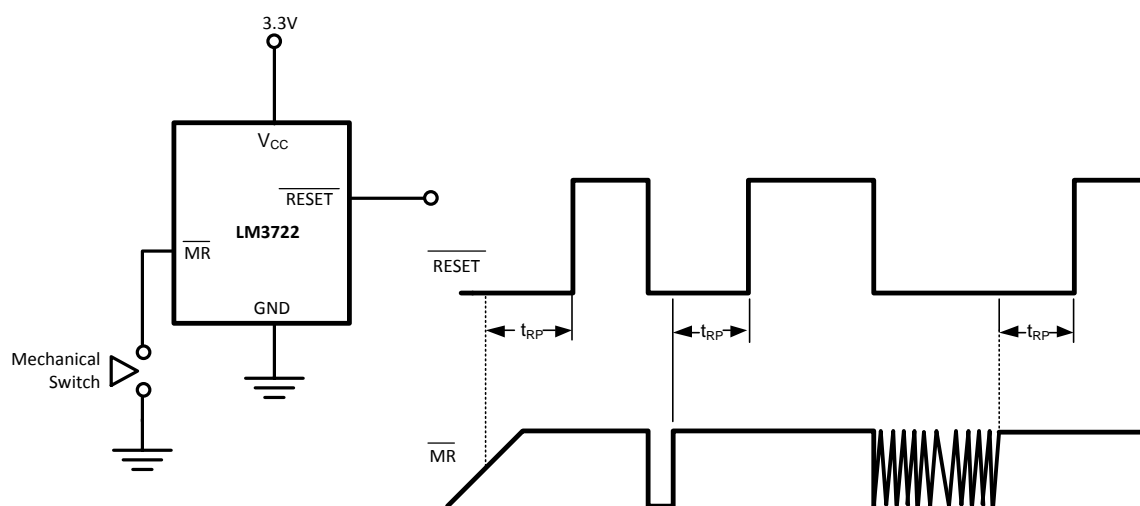 3.3V
VCC
RESET
LM3722
MR
GND
Mechanical
Switch
RESET
tRP
tRP
tRP
MR